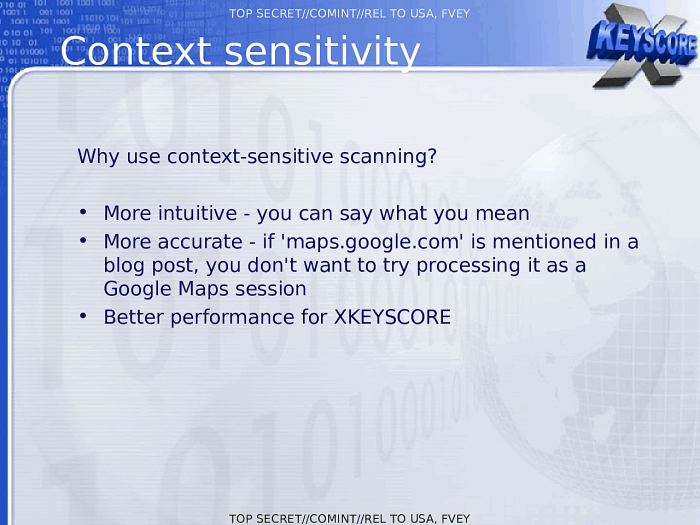 TOP SECRET//COMINT//REL TO USA, FVEY
Context sensitivity
X
KEYSCORE
Why use context-sensitive scanning?
• More intuitive - you can say what you mean
• More accurate - if 'maps.google.com' is mentioned in a
blog post, you don't want to try processing it as a
Google Maps session
• Better performance for XKEYSCORE
TOP SECRET//COMINT//REL TO USA, FVEY